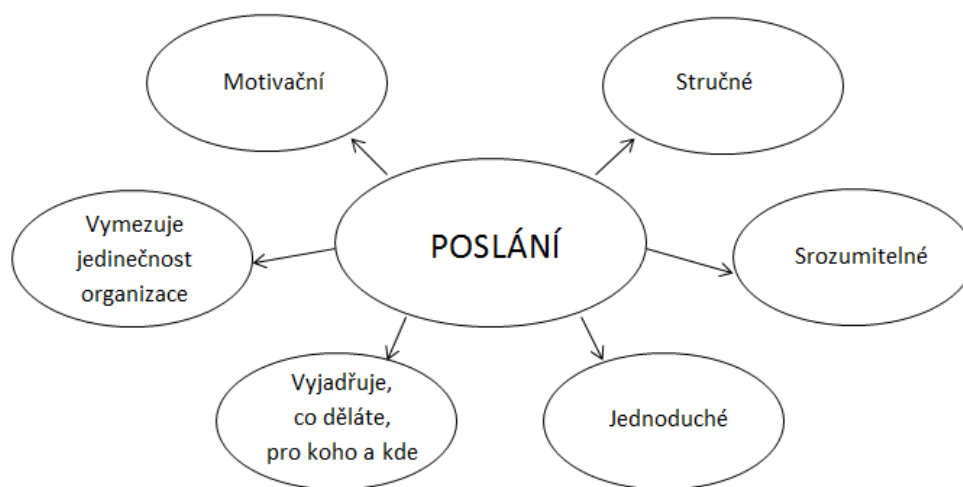 Motivační
Stručné
POSLÁNÍ
Vymezuje
jedinečnost
organizace
Srozumitelné
Vyjadřuje,
co děláte,
pro koho a kde
Jednoduché